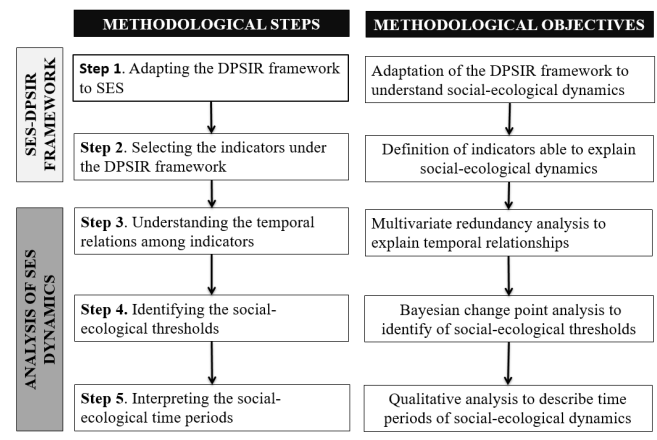 METHODOLOGICAL STEPS
METHODOLOGICAL OBJECTIVES
SES-DPSIR
FRAMEWORK
Step 1. Adapting the DPSIR framework
to SES
Adaptation of the DPSIR framework to
understand social-ecological dynamics
Step 2. Selecting the indicators under
the DPSIR framework
Definition of indicators able to explain
social-ecological dynamics
ANALYSIS OF SES
DYNAMICS
Step 3. Understanding the temporal
relations among indicators
Multivariate redundancy analysis to
explain temporal relationships
Step 4. Identifying the social-
ecological thresholds
Bayesian change point analysis to
identify of social-ecological thresholds
Step 5. Interpreting the social-
ecological time periods
Qualitative analysis to describe time
periods of social-ecological dynamics